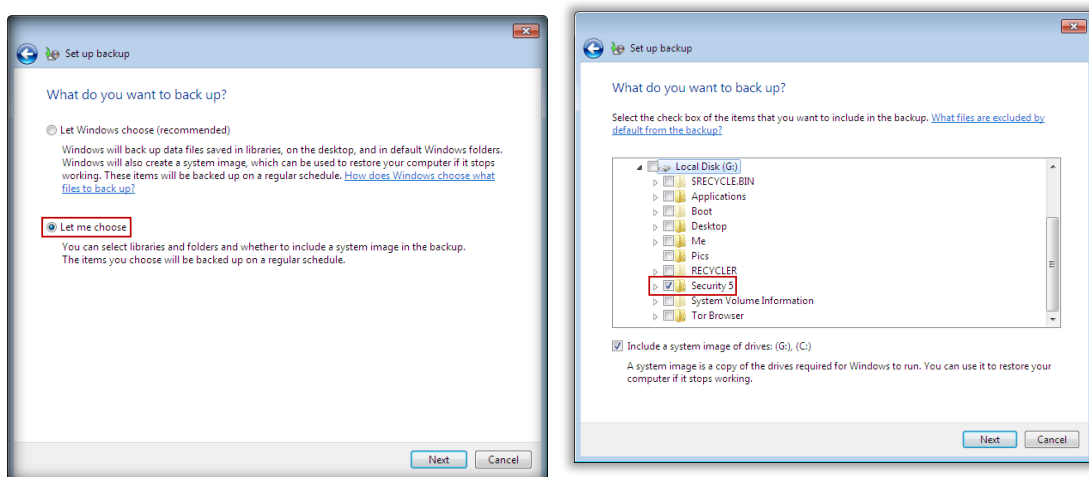 Set up backup
What do you want to back up?
Let Windows choose (recommended)
Windows will back up data files saved in libraries, on the desktop, and in default Windows folders.
Windows will also create a system image, which can be used to restore your computer if it stops
working. These items will be backed up on a regular schedule. How does Windows choose what
files to back up?
Let me choose
You can select libraries and folders and whether to include a system image in the backup.
The items you choose will be backed up on a regular schedule.
Next
Cancel
Set up backup
What do you want to back up?
Select the check box of the items that you want to include in the backup. What files are excluded by
default from the backup?
Local Disk (G:)
$RECYCLE.BIN
Applications
Boot
Desktop
Me
Pics
RECYCLER
Security 5
System Volume Information
Tor Browser
Include a system image of drives: (G:), (C:)
A system image is a copy of the drives required for Windows to run. You can use it to restore your
computer if it stops working.
Next
Cancel